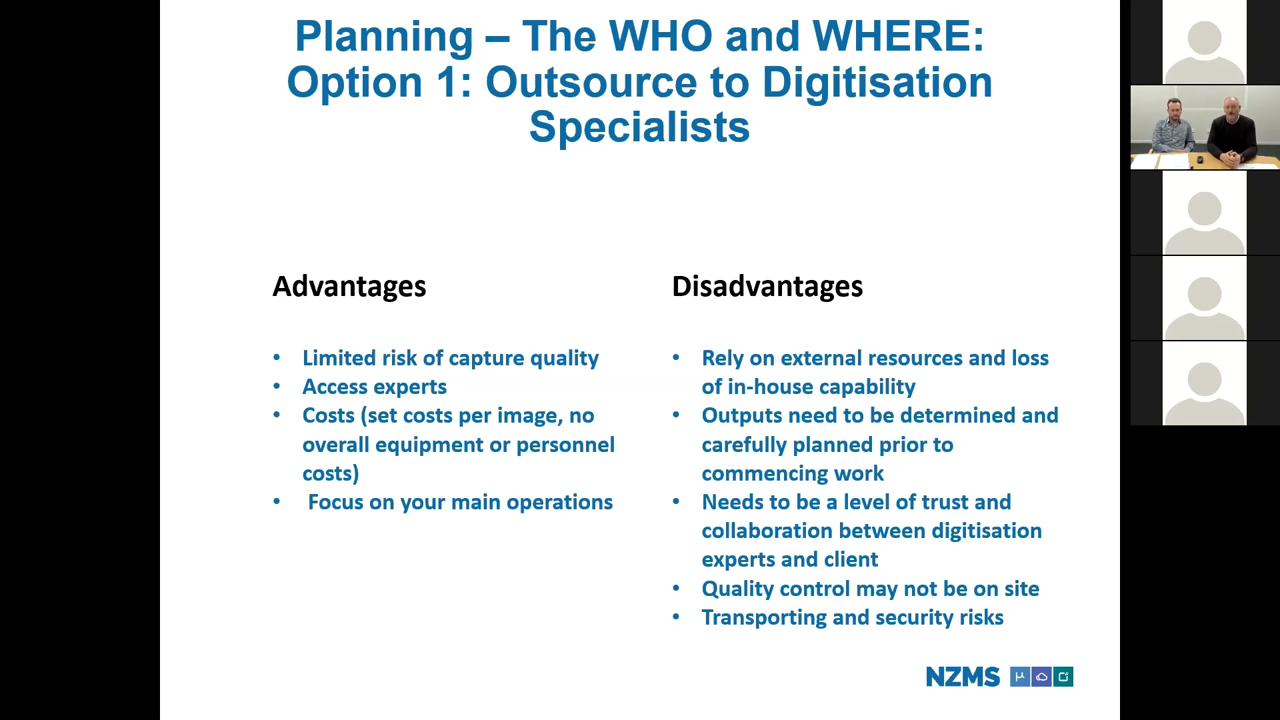 Planning – The WHO and WHERE:
Option 1: Outsource to Digitisation
Specialists
Advantages
• Limited risk of capture quality
• Access experts
• Costs (set costs per image, no
overall equipment or personnel
costs)
• Focus on your main operations
Disadvantages
• Rely on external resources and loss
of in-house capability
• Outputs need to be determined and
carefully planned prior to
commencing work
• Needs to be a level of trust and
collaboration between digitisation
experts and client
• Quality control may not be on site
• Transporting and security risks
NZMS μ